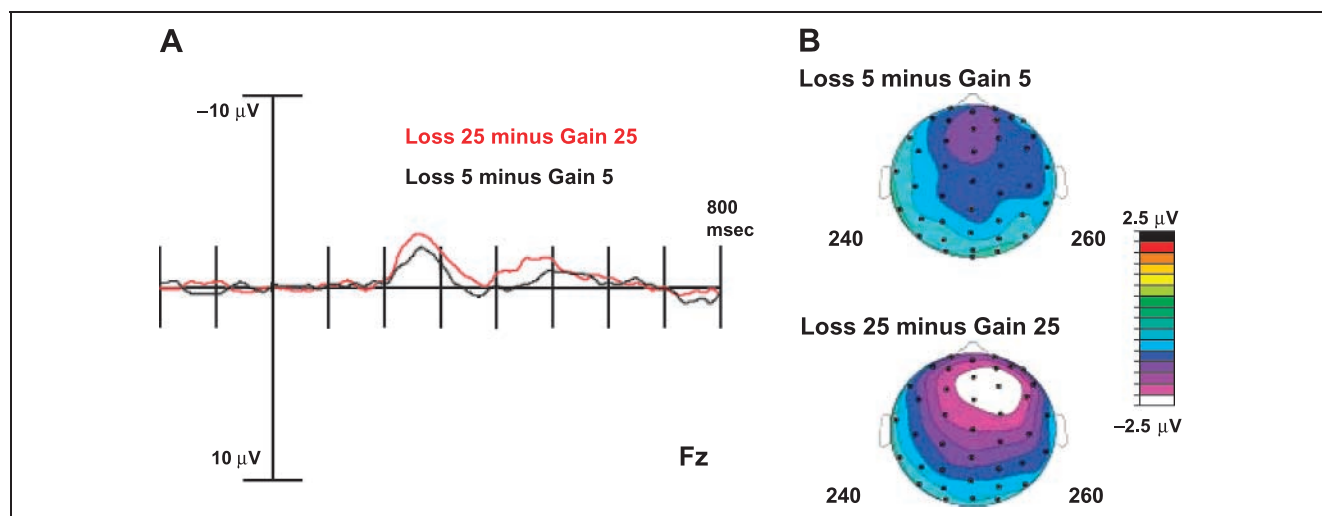 A
–10 µV
Loss 25 minus Gain 25
Loss 5 minus Gain 5
800
msec
10 µV
Fz
B
Loss 5 minus Gain 5
240
260
2.5 µV
–2.5 µV
Loss 25 minus Gain 25
240
260